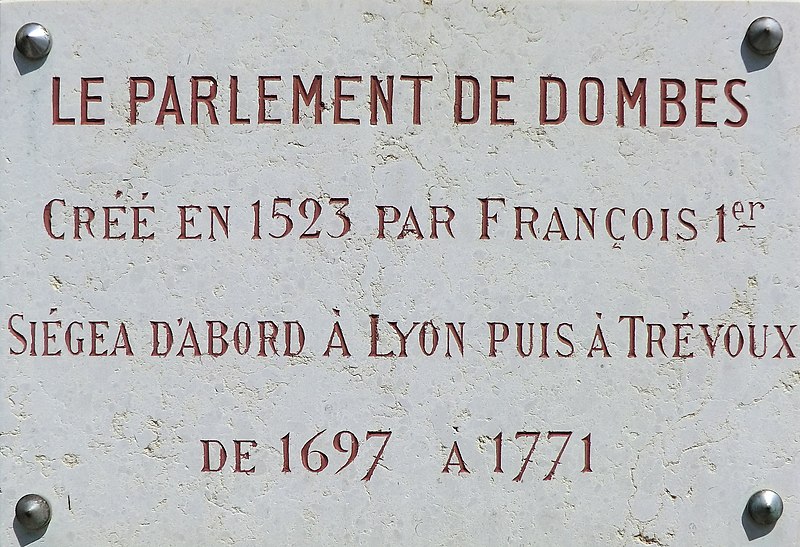 LE PARLEMENT DE DOMBES
CRÉÉ EN 1523 PAR FRANÇOIS 1er
SIÉGEA D'ABORD À LYON PUIS À TRÉVOUX
DE 1697 A 1771